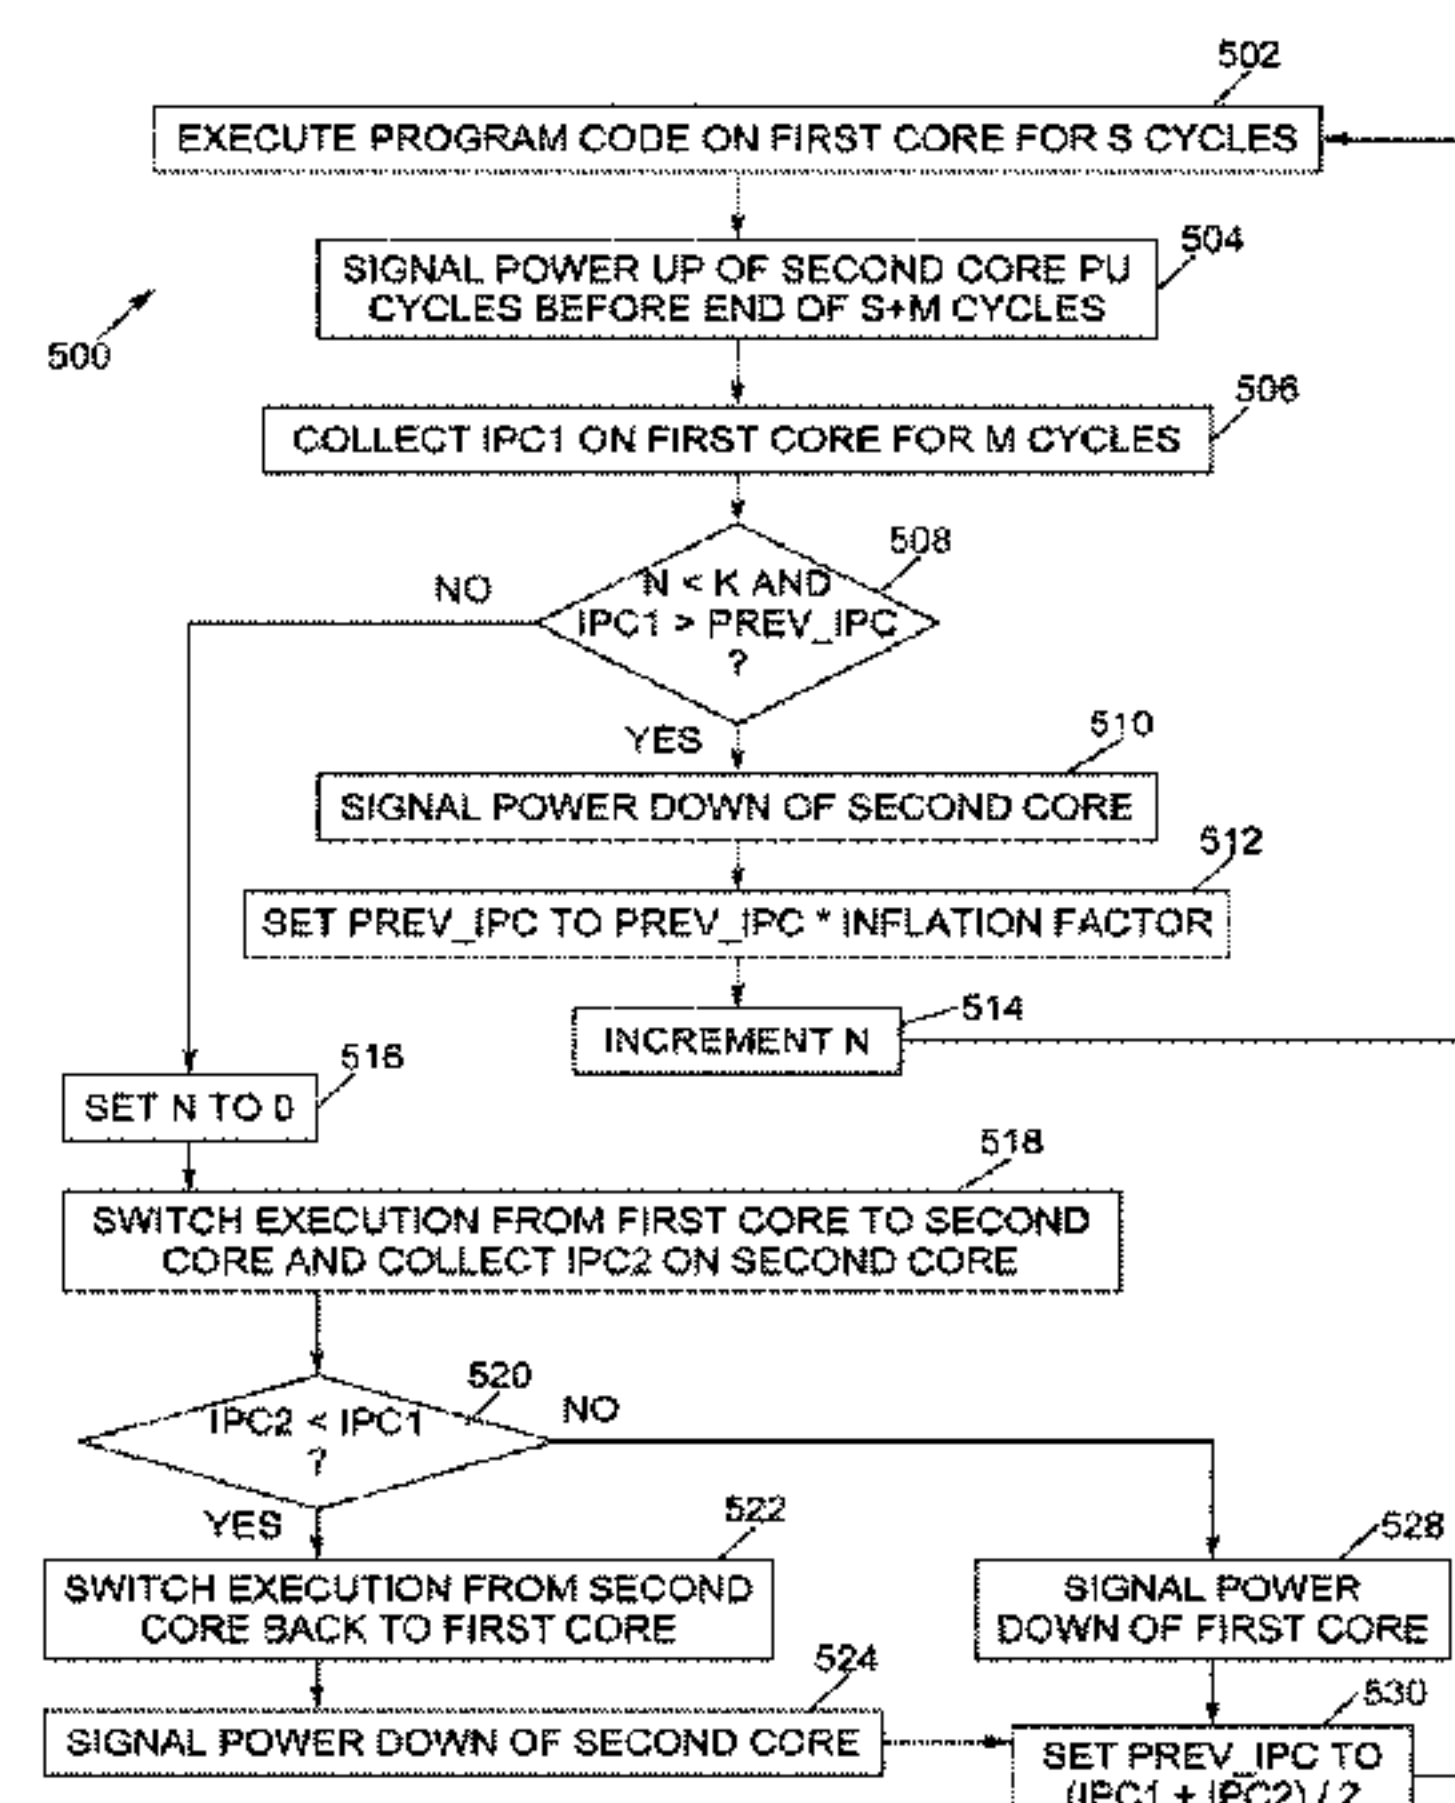 502
EXECUTE PROGRAM CODE ON FIRST CORE FOR S CYCLES
504
SIGNAL POWER UP OF SECOND CORE PU
CYCLES BEFORE END OF S+M CYCLES
500
506
COLLECT IPC1 ON FIRST CORE FOR M CYCLES
508
NO
N < K AND
IPC1 > PREV_IPC
?
YES
510
SIGNAL POWER DOWN OF SECOND CORE
512
SET PREV_IPC TO PREV_IPC * INFLATION FACTOR
514
INCREMENT N
516
SET N TO 0
518
SWITCH EXECUTION FROM FIRST CORE TO SECOND
CORE AND COLLECT IPC2 ON SECOND CORE
520
IPC2 < IPC1
?
NO
YES
522
SWITCH EXECUTION FROM SECOND
CORE BACK TO FIRST CORE
528
SIGNAL POWER
DOWN OF FIRST CORE
524
SIGNAL POWER DOWN OF SECOND CORE
530
SET PREV_IPC TO
(IPC1 + IPC2) / 2